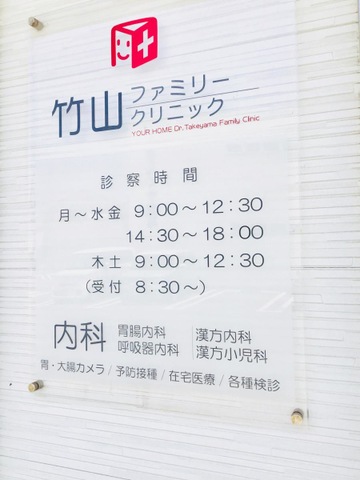 竹山ファミリークリニック
YOUR HOME Dr.Takeyama Family Clinic
診察時間
月～水金 9:00～12:30
14:30～18:00
木土 9:00～12:30
(受付 8:30～)
内科 胃腸内科 漢方内科
呼吸器内科 漢方小児科
胃・大腸カメラ / 予防接種 / 在宅医療 / 各種検診